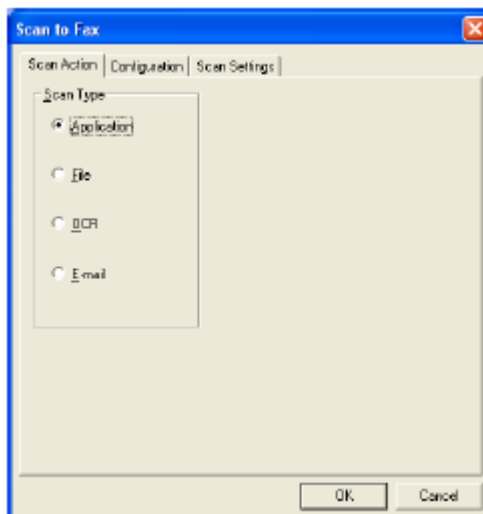 Scan to Fax
Scan Action Configuration Scan Settings
Scan Type
Application
File
OCR
E-mail
OK Cancel